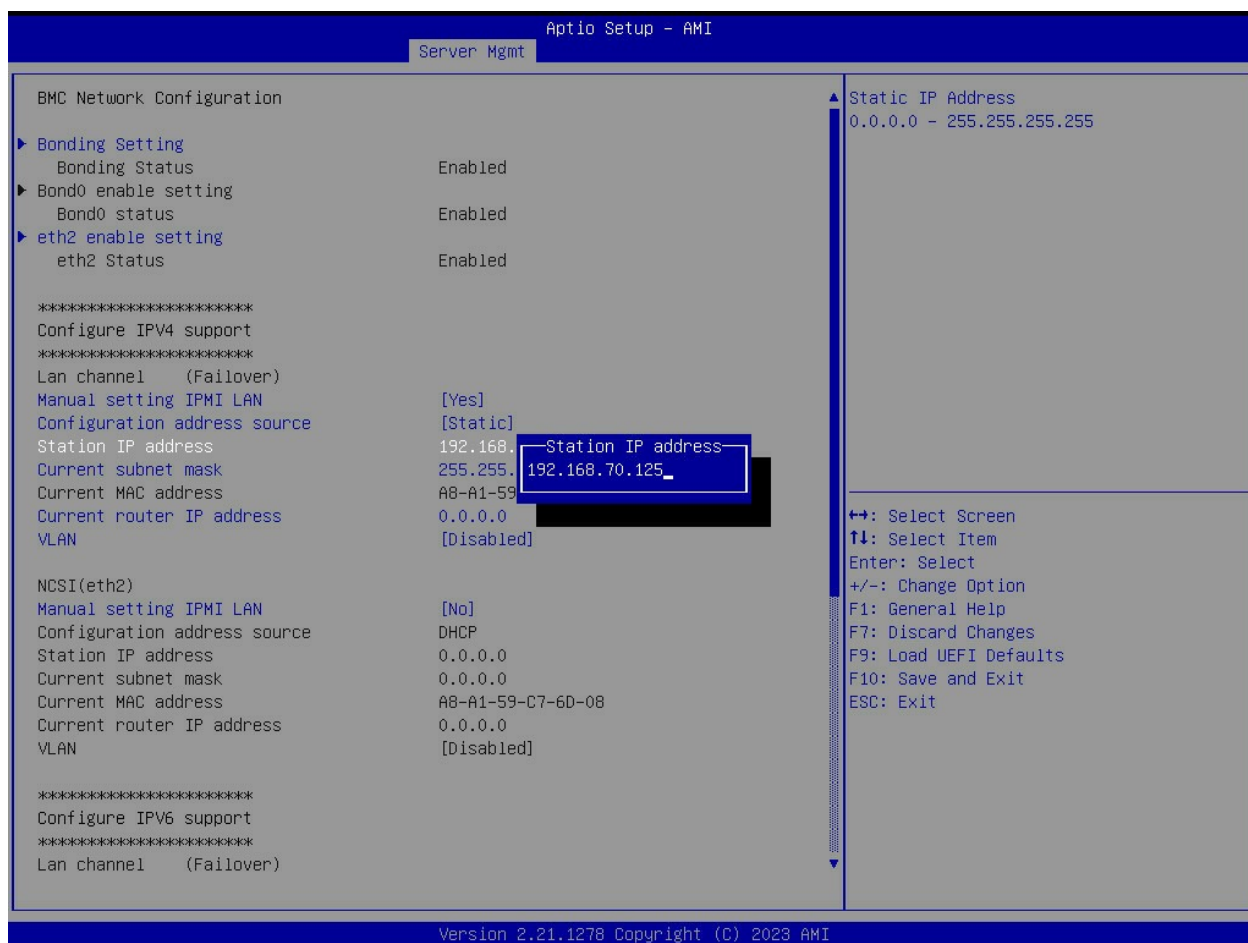 Aptio Setup – AMI
Server Mgmt
BMC Network Configuration
Bonding Setting
Bonding Status Enabled
Bond0 enable setting
Bond0 status Enabled
eth2 enable setting
eth2 Status Enabled
***********************
Configure IPV4 support
***********************
Lan channel (Failover)
Manual setting IPMI LAN [Yes]
Configuration address source [Static]
Station IP address 192.168.
Current subnet mask 255.255.
Current MAC address A8-A1-59
Current router IP address 0.0.0.0
VLAN [Disabled]
Station IP address
192.168.70.125_
NCSI(eth2)
Manual setting IPMI LAN [No]
Configuration address source DHCP
Station IP address 0.0.0.0
Current subnet mask 0.0.0.0
Current MAC address A8-A1-59-C7-6D-08
Current router IP address 0.0.0.0
VLAN [Disabled]
***********************
Configure IPV6 support
***********************
Lan channel (Failover)
Static IP Address
0.0.0.0 – 255.255.255.255
↔: Select Screen
↑↓: Select Item
Enter: Select
+/-: Change Option
F1: General Help
F7: Discard Changes
F9: Load UEFI Defaults
F10: Save and Exit
ESC: Exit
Version 2.21.1278 Copyright (C) 2023 AMI